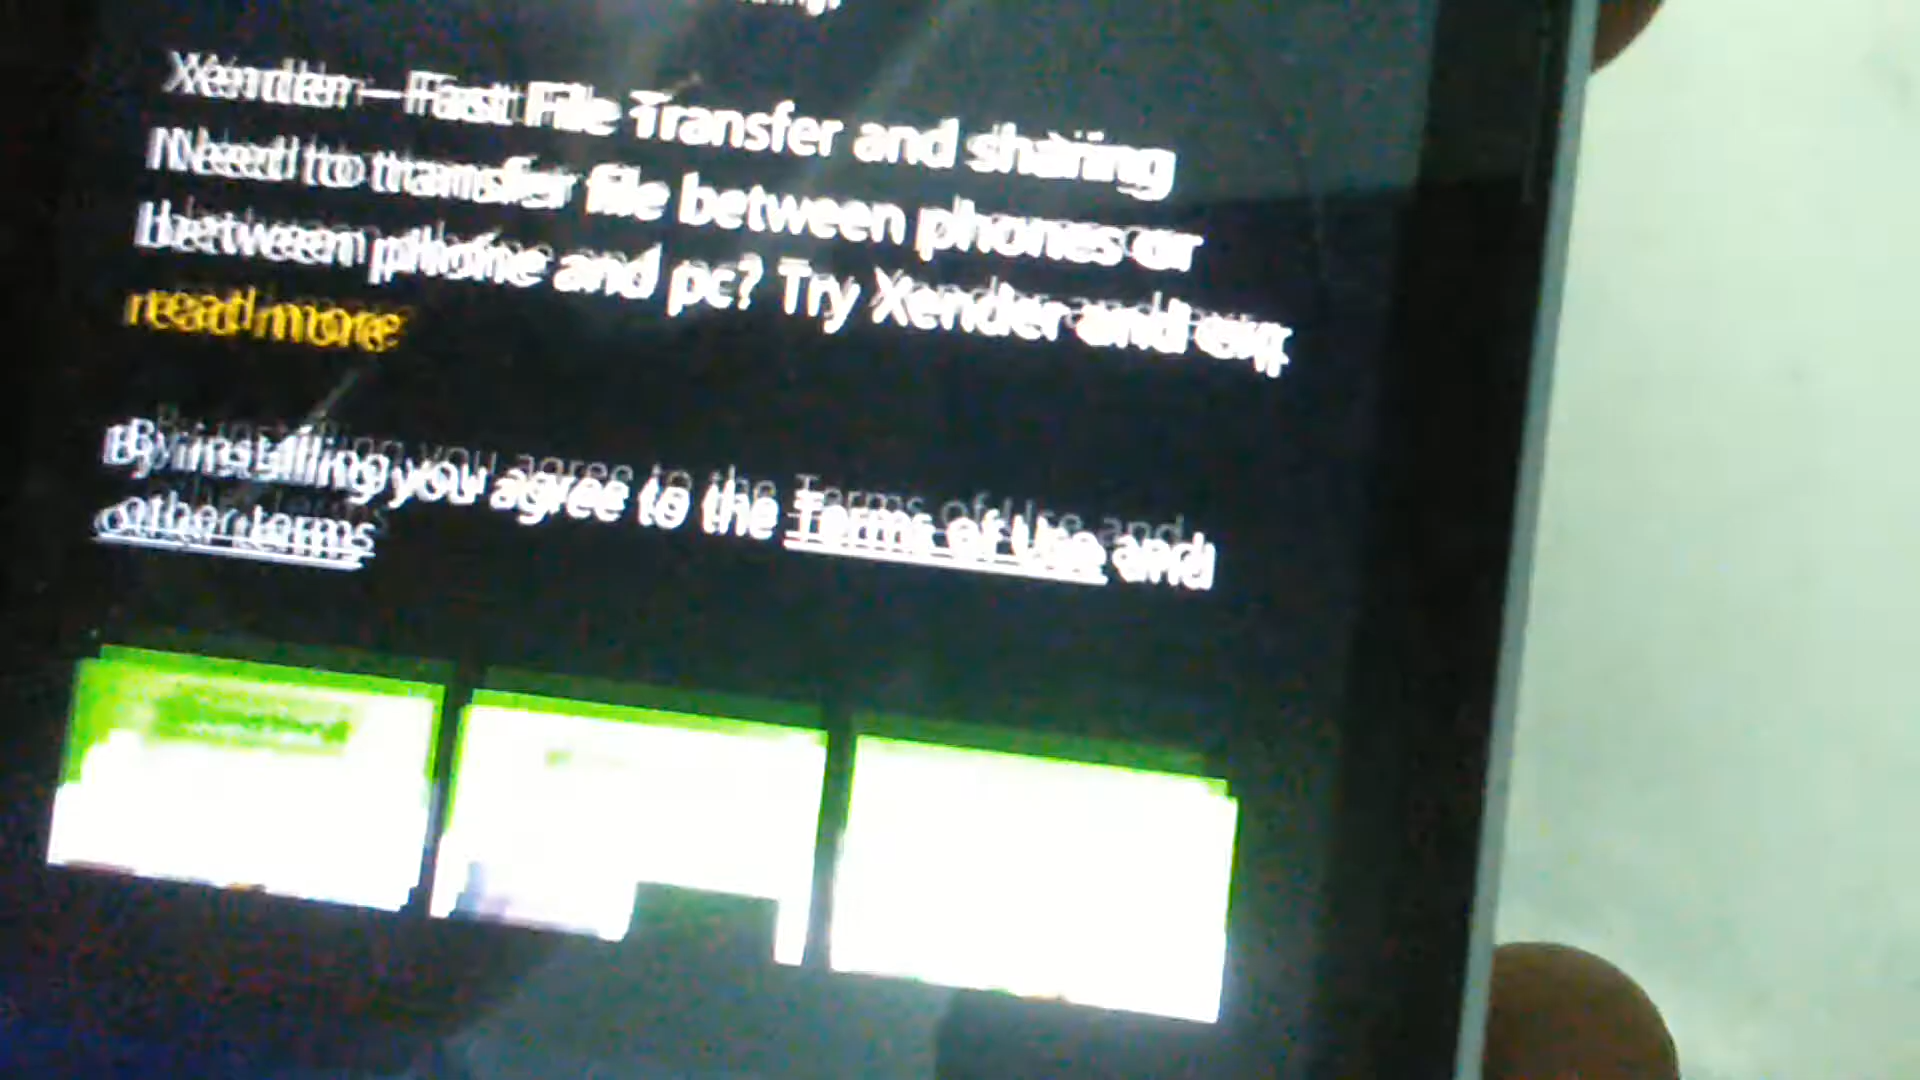 Xender – Fast File Transfer and sharing
Need to transfer file between phones or
between phone and pc? Try Xender and
read more
By installing you agree to the Terms of Use and
other terms